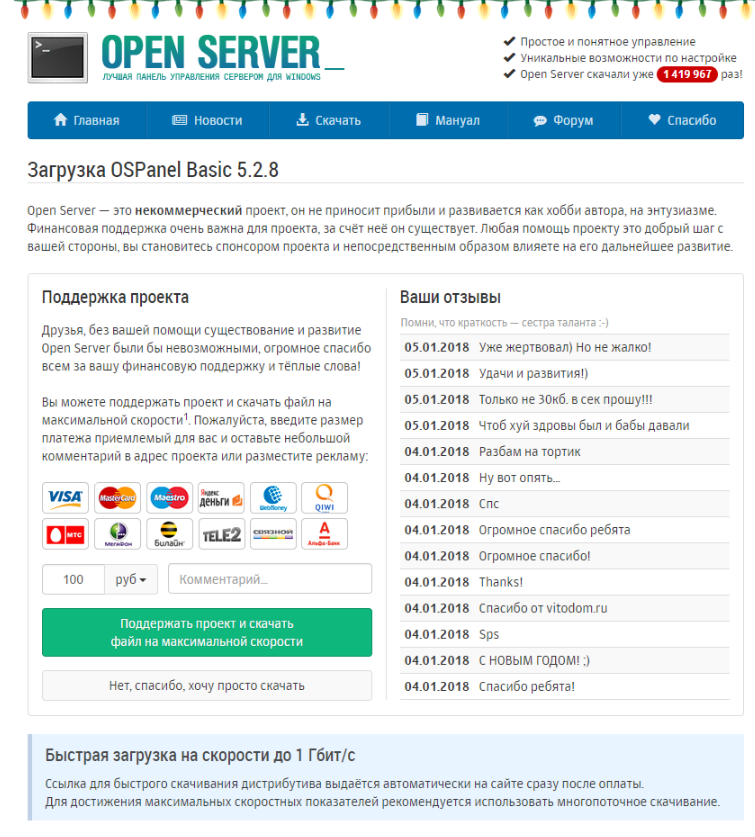 >_
OPEN SERVER_
ЛУЧШАЯ ПАНЕЛЬ УПРАВЛЕНИЯ СЕРВЕРОМ ДЛЯ WINDOWS
Простое и понятное управление
Уникальные возможности по настройке
Open Server скачали уже 1 419 967 раз!
Главная
Новости
Скачать
Мануал
Форум
Спасибо
Загрузка OSPanel Basic 5.2.8
Open Server — это некоммерческий проект, он не приносит прибыли и развивается как хобби автора, на энтузиазме.
Финансовая поддержка очень важна для проекта, за счёт неё он существует. Любая помощь проекту это добрый шаг с
вашей стороны, вы становитесь спонсором проекта и непосредственным образом влияете на его дальнейшее развитие.
Поддержка проекта
Друзья, без вашей помощи существование и развитие
Open Server были бы невозможными, огромное спасибо
всем за вашу финансовую поддержку и тёплые слова!
Вы можете поддержать проект и скачать файл на
максимальной скорости¹. Пожалуйста, введите размер
платежа приемлемый для вас и оставьте небольшой
комментарий в адрес проекта или разместите рекламу:
VISA
MasterCard
Maestro
Яндекс
деньги
WebMoney
QIWI
МТС
МегаФон
Билайн
TELE2
СВЯЗНОЙ
А
Альфа-Банк
100
руб
Комментарий...
Поддержать проект и скачать
файл на максимальной скорости
Нет, спасибо, хочу просто скачать
Ваши отзывы
Помни, что краткость — сестра таланта :-)
05.01.2018 Уже жертвовал) Но не жалко!
05.01.2018 Удачи и развития!)
05.01.2018 Только не 30кб. в сек прошу!!!
05.01.2018 Чтоб хуй здровы был и бабы давали
04.01.2018 Разбам на тортик
04.01.2018 Ну вот опять...
04.01.2018 Спс
04.01.2018 Огромное спасибо ребята
04.01.2018 Огромное спасибо!
04.01.2018 Thanks!
04.01.2018 Спасибо от vitodom.ru
04.01.2018 Sps
04.01.2018 С НОВЫМ ГОДОМ! ;)
04.01.2018 Спасибо ребята!
Быстрая загрузка на скорости до 1 Гбит/с
Ссылка для быстрого скачивания дистрибутива выдаётся автоматически на сайте сразу после оплаты.
Для достижения максимальных скоростных показателей рекомендуется использовать многопоточное скачивание.